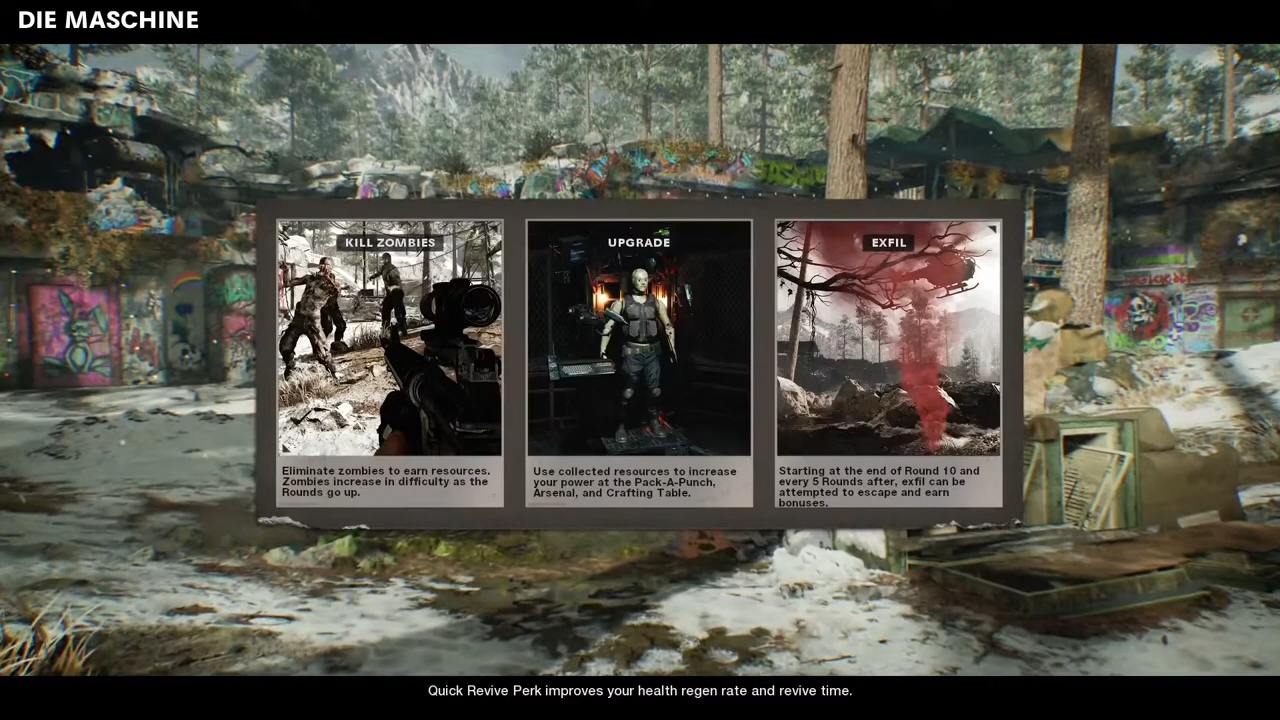 DIE MASCHINE
KILL ZOMBIES
Eliminate zombies to earn resources.
Zombies increase in difficulty as the
Rounds go up.
UPGRADE
Use collected resources to increase
your power at the Pack-A-Punch,
Arsenal, and Crafting Table.
EXFIL
Starting at the end of Round 10 and
every 5 Rounds after, exfil can be
attempted to escape and earn
bonuses.
Quick Revive Perk improves your health regen rate and revive time.